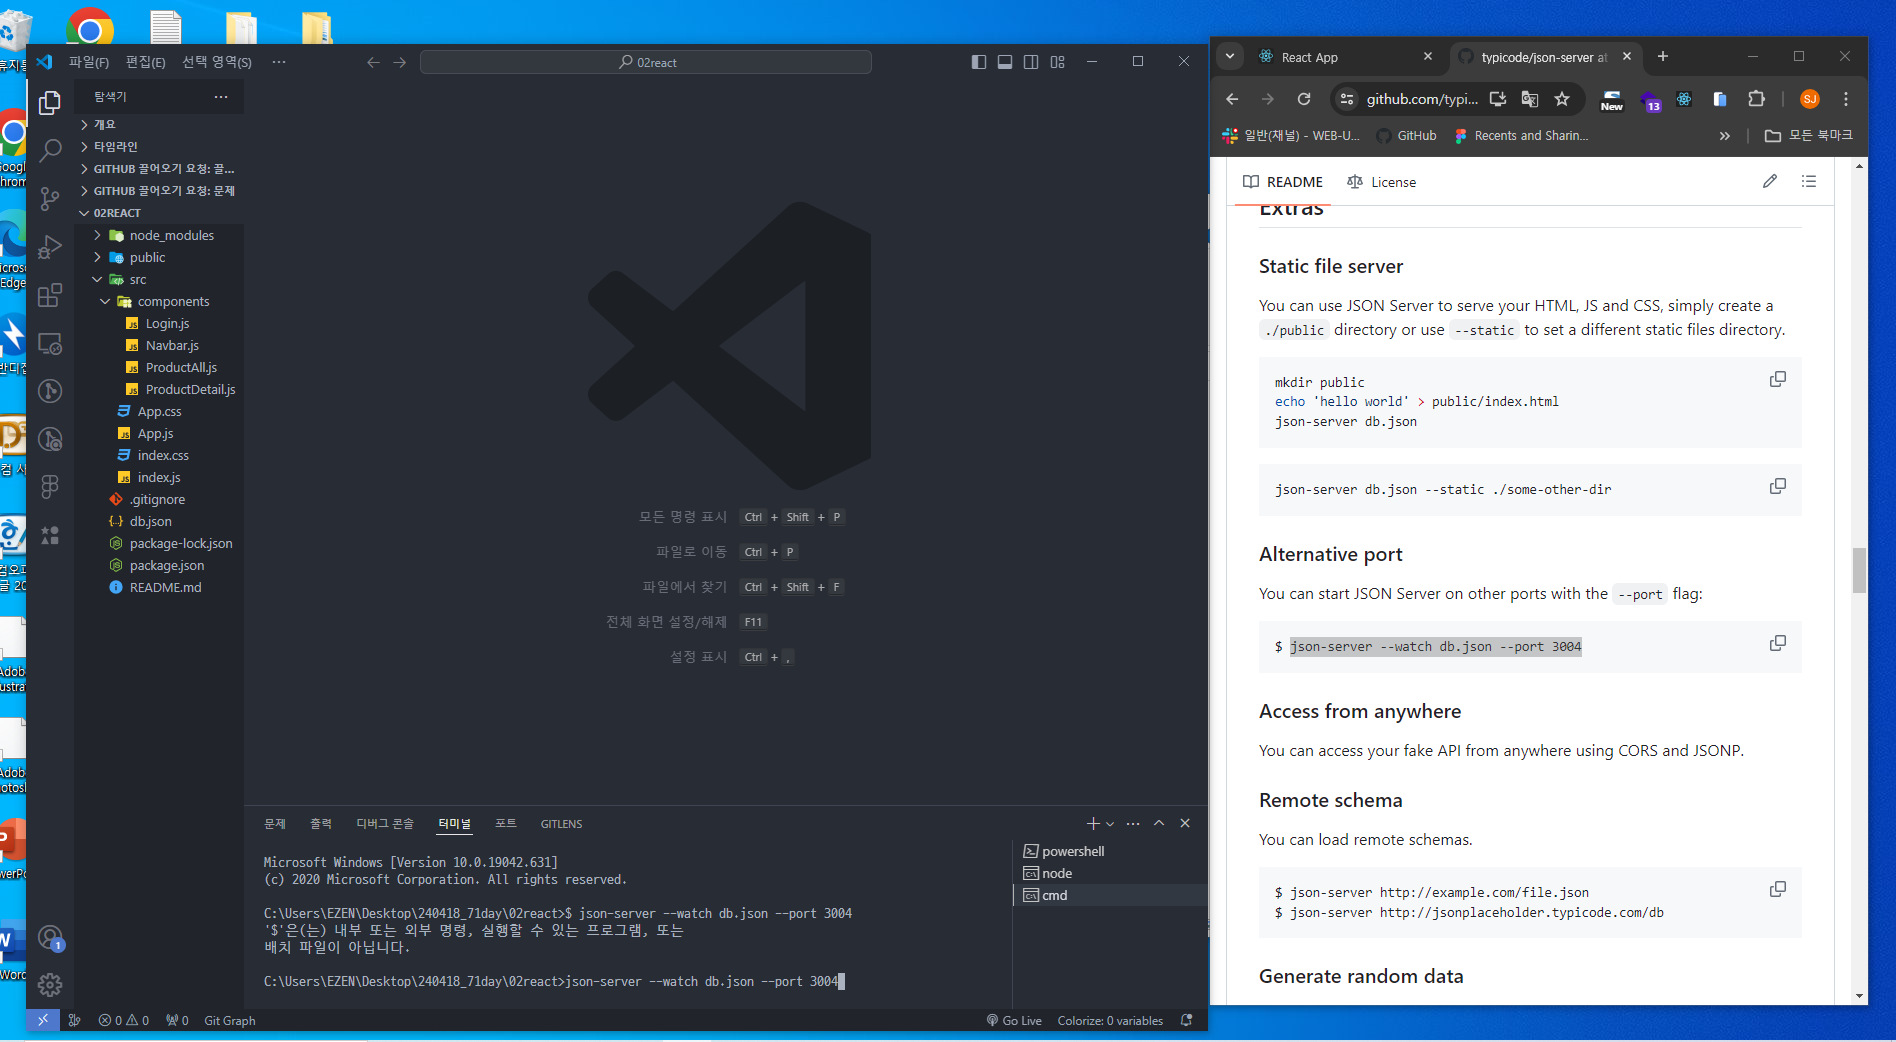 휴지통
Google
Chrom
Edge
Word
파일(F)
편집(E)
선택 영역(S)
02react
탐색기
개요
타임라인
GITHUB 끌어오기 요청: 끌...
GITHUB 끌어오기 요청: 문제
02REACT
node_modules
public
src
components
Login.js
Navbar.js
ProductAll.js
ProductDetail.js
App.css
App.js
index.css
index.js
.gitignore
db.json
package-lock.json
package.json
README.md
모든 명령 표시 Ctrl + Shift + P
파일로 이동 Ctrl + P
파일에서 찾기 Ctrl + Shift + F
전체 화면 설정/해제 F11
설정 표시 Ctrl + ,
문제 출력 디버그 콘솔 터미널 포트 GITLENS
Microsoft Windows [Version 10.0.19042.631]
(c) 2020 Microsoft Corporation. All rights reserved.
C:\Users\EZEN\Desktop\240418_71day\02react>$ json-server --watch db.json --port 3004
'$'은(는) 내부 또는 외부 명령, 실행할 수 있는 프로그램, 또는
배치 파일이 아닙니다.
C:\Users\EZEN\Desktop\240418_71day\02react>json-server --watch db.json --port 3004
powershell
node
cmd
1
0 0 0 Git Graph
Go Live Colorize: 0 variables
React App
typicode/json-server at
github.com/typi...
New
13
SJ
일반(채널) - WEB-U...
GitHub
Recents and Sharin...
모든 북마크
README
License
Extras
Static file server
You can use JSON Server to serve your HTML, JS and CSS, simply create a
./public directory or use --static to set a different static files directory.
mkdir public
echo 'hello world' > public/index.html
json-server db.json
json-server db.json --static ./some-other-dir
Alternative port
You can start JSON Server on other ports with the --port flag:
$ json-server --watch db.json --port 3004
Access from anywhere
You can access your fake API from anywhere using CORS and JSONP.
Remote schema
You can load remote schemas.
$ json-server http://example.com/file.json
$ json-server http://jsonplaceholder.typicode.com/db
Generate random data